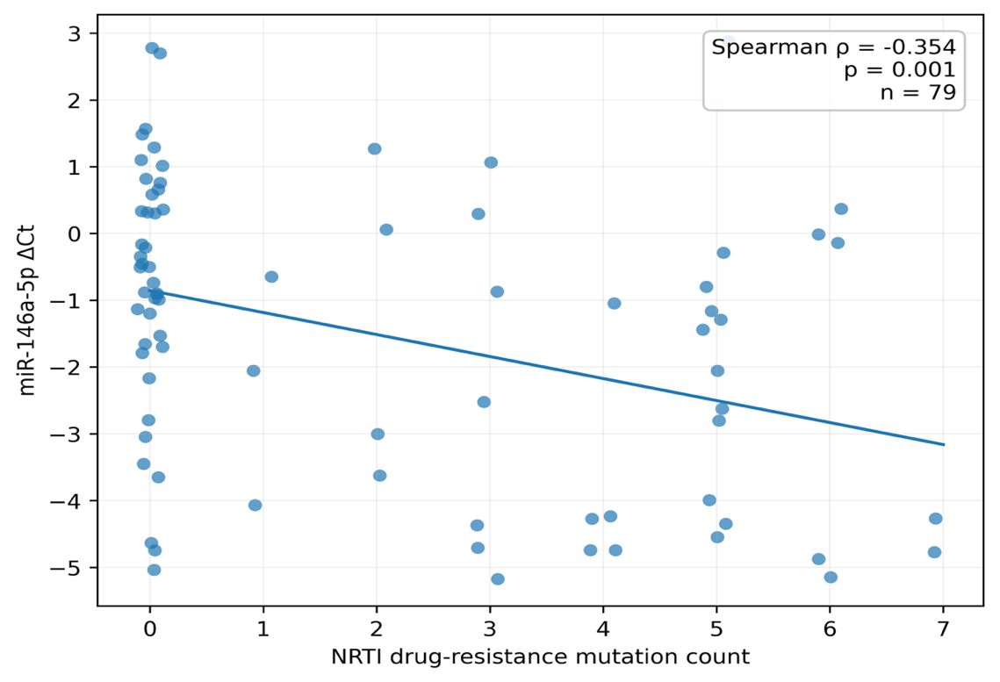 Spearman ρ = -0.354
p = 0.001
n = 79
3
2
1
0
−1
−2
−3
−4
−5
miR-146a-5p ΔCt
0 1 2 3 4 5 6 7
NRTI drug-resistance mutation count